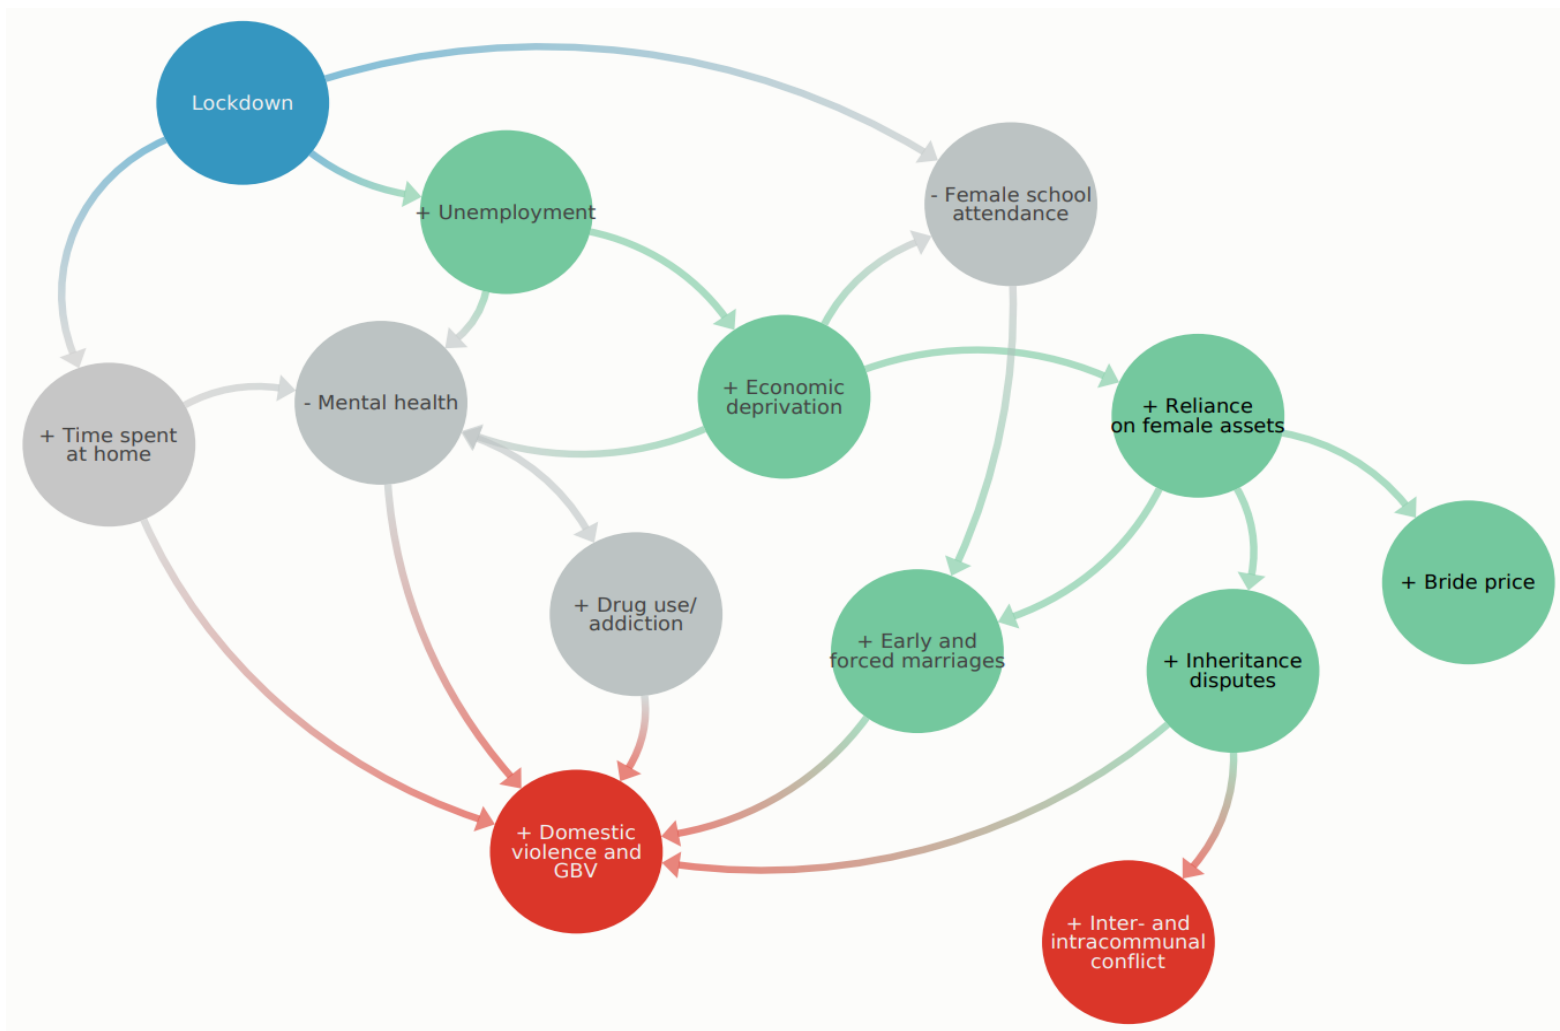 Lockdown
+ Unemployment
- Female school
attendance
+ Economic
deprivation
- Mental health
+ Reliance
on female assets
+ Time spent
at home
+ Bride price
+ Drug use/
addiction
+ Early and
forced marriages
+ Inheritance
disputes
+ Domestic
violence and
GBV
+ Inter- and
intracommunal
conflict